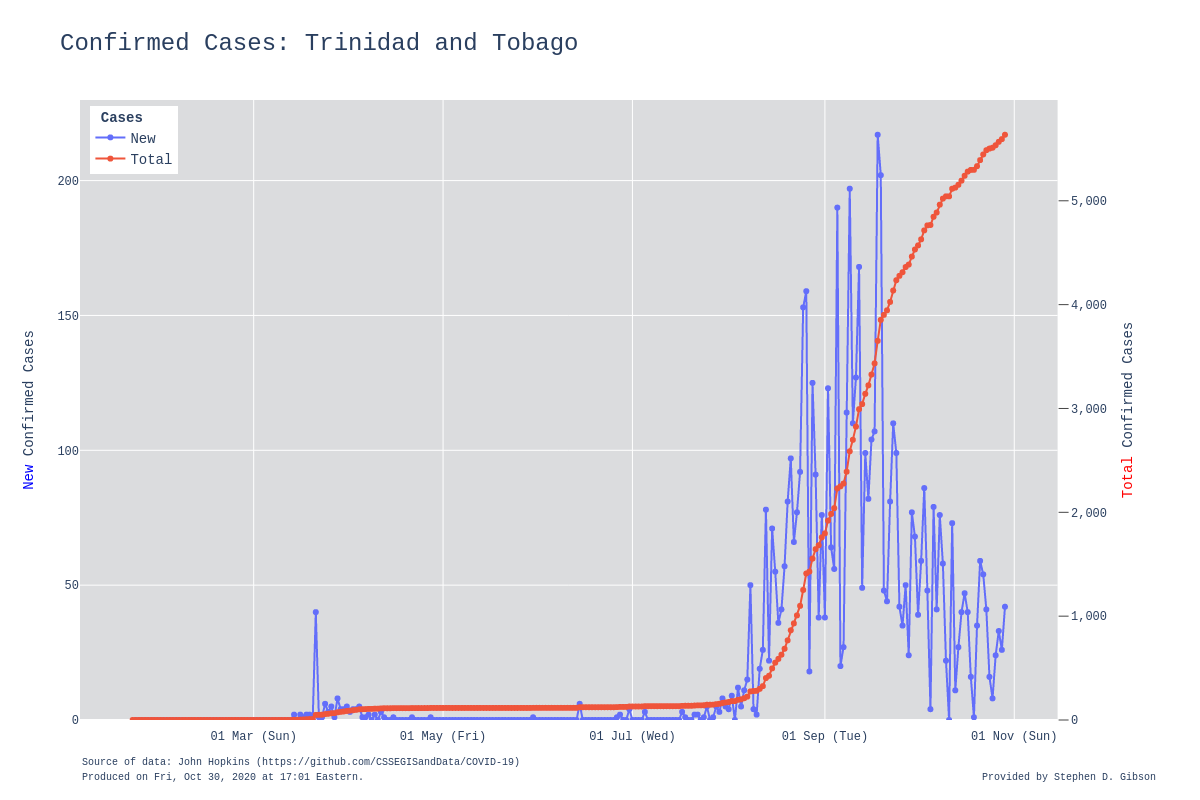 Confirmed Cases: Trinidad and Tobago
Cases
New
Total
200
150
100
50
0
New Confirmed Cases
5,000
4,000
3,000
2,000
1,000
0
Total Confirmed Cases
01 Mar (Sun)
01 May (Fri)
01 Jul (Wed)
01 Sep (Tue)
01 Nov (Sun)
Source of data: John Hopkins (https://github.com/CSSEGISandData/COVID-19)
Produced on Fri, Oct 30, 2020 at 17:01 Eastern.
Provided by Stephen D. Gibson